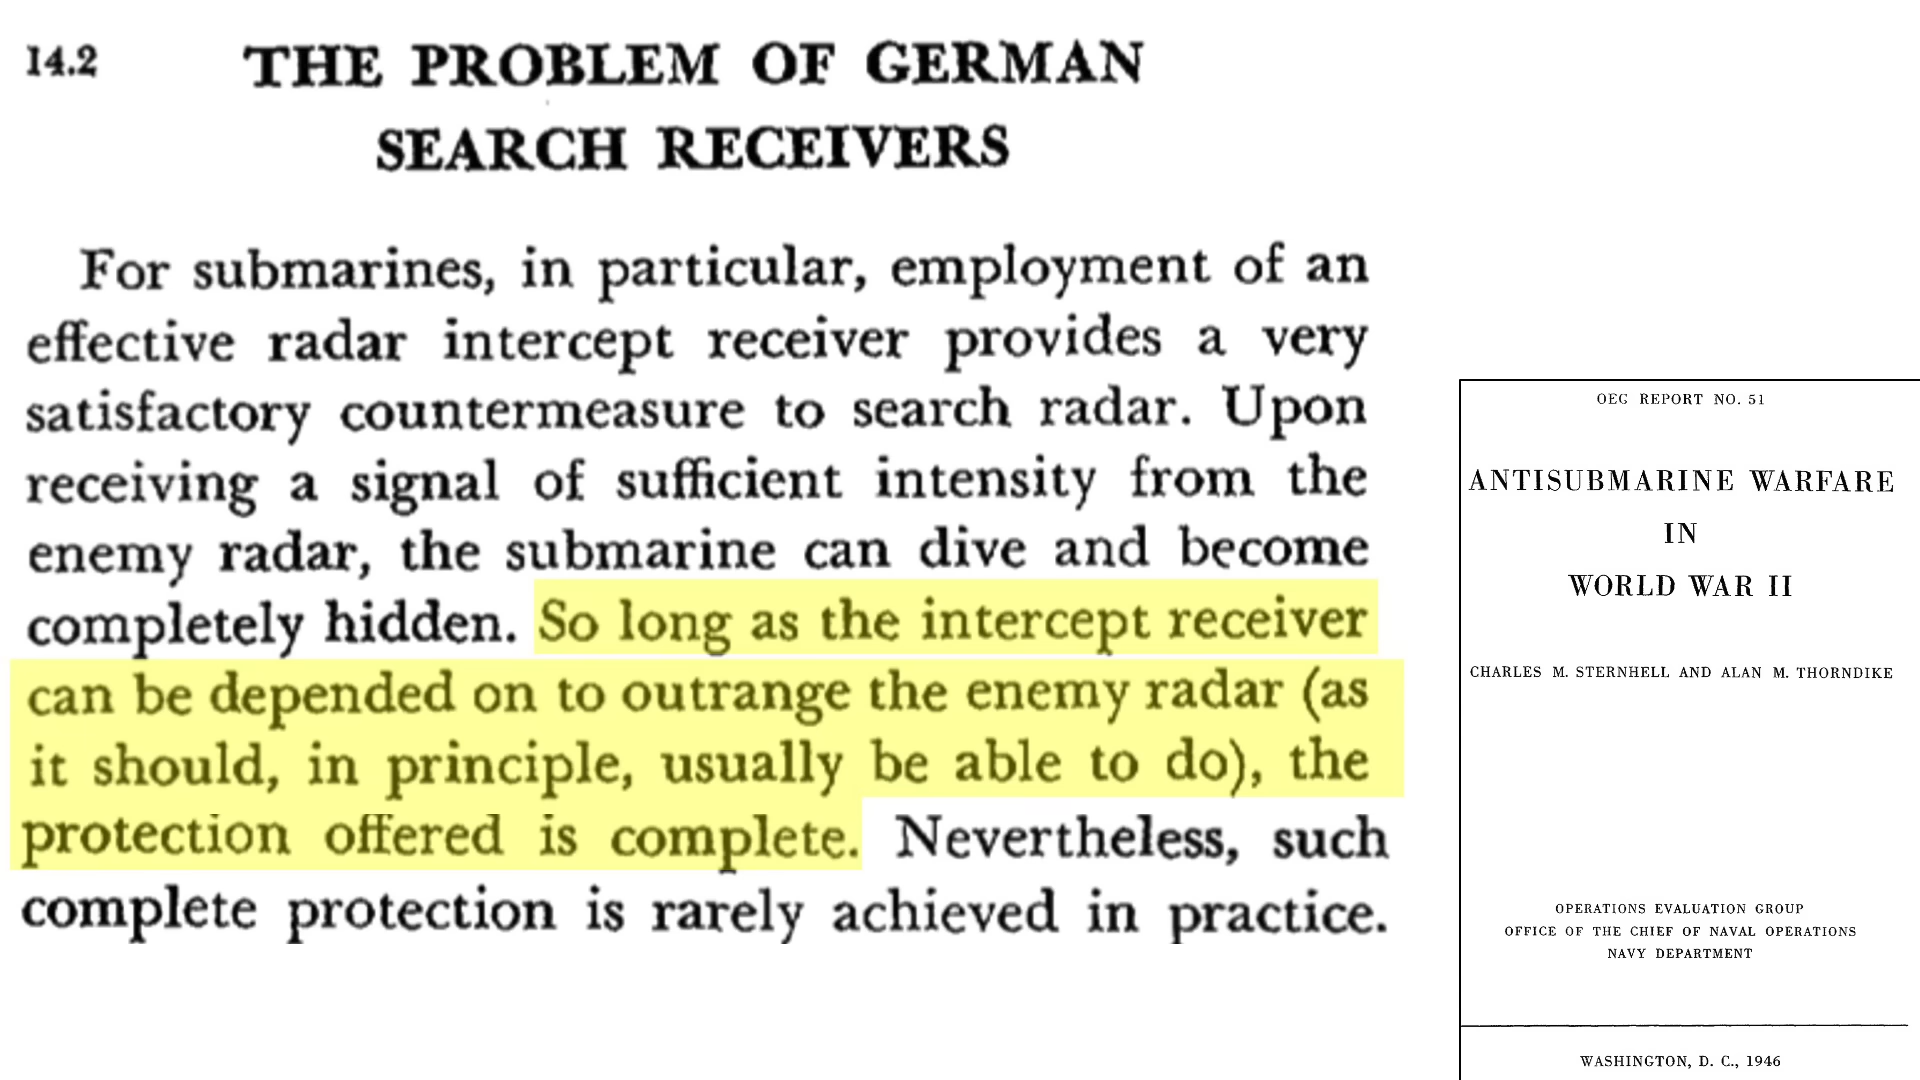 14.2 THE PROBLEM OF GERMAN
SEARCH RECEIVERS
For submarines, in particular, employment of an
effective radar intercept receiver provides a very
satisfactory countermeasure to search radar. Upon
receiving a signal of sufficient intensity from the
enemy radar, the submarine can dive and become
completely hidden. So long as the intercept receiver
can be depended on to outrange the enemy radar (as
it should, in principle, usually be able to do), the
protection offered is complete. Nevertheless, such
complete protection is rarely achieved in practice.
OEG REPORT NO. 51
ANTISUBMARINE WARFARE
IN
WORLD WAR II
CHARLES M. STERNHELL AND ALAN M. THORNDIKE
OPERATIONS EVALUATION GROUP
OFFICE OF THE CHIEF OF NAVAL OPERATIONS
NAVY DEPARTMENT
WASHINGTON, D. C., 1946